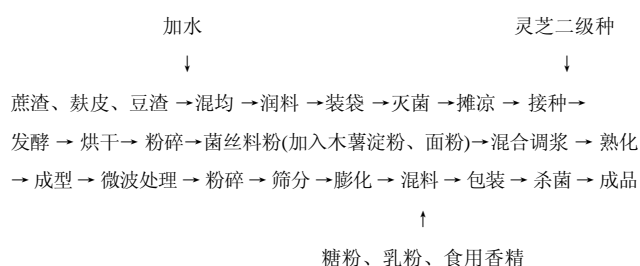 加水 灵芝二级种
↓ ↓
蔗渣、麸皮、豆渣→混均→润料→装袋→灭菌→摊凉→接种→
发酵→烘干→粉碎→菌丝料粉(加入木薯淀粉、面粉)→混合调浆→熟化
→成型→微波处理→粉碎→筛分→膨化→混料→包装→杀菌→成品
↑
糖粉、乳粉、食用香精